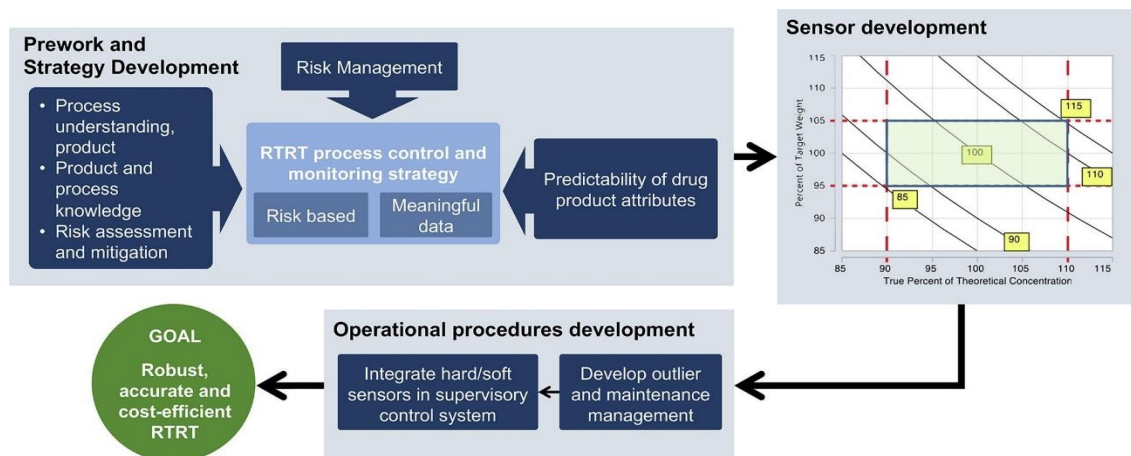 Prework and
Strategy Development
Risk Management
• Process
understanding,
product
• Product and
process
knowledge
• Risk assessment
and mitigation
RTRT process control and
monitoring strategy
Risk based
Meaningful
data
Predictability of drug
product attributes
Sensor development
Percent of Target Weight
115
110
105
100
95
90
85
115
100
110
85
90
85
90
95
100
105
110
115
True Percent of Theoretical Concentration
Operational procedures development
Integrate hard/soft
sensors in supervisory
control system
Develop outlier
and maintenance
management
GOAL
Robust,
accurate and
cost-efficient
RTRT